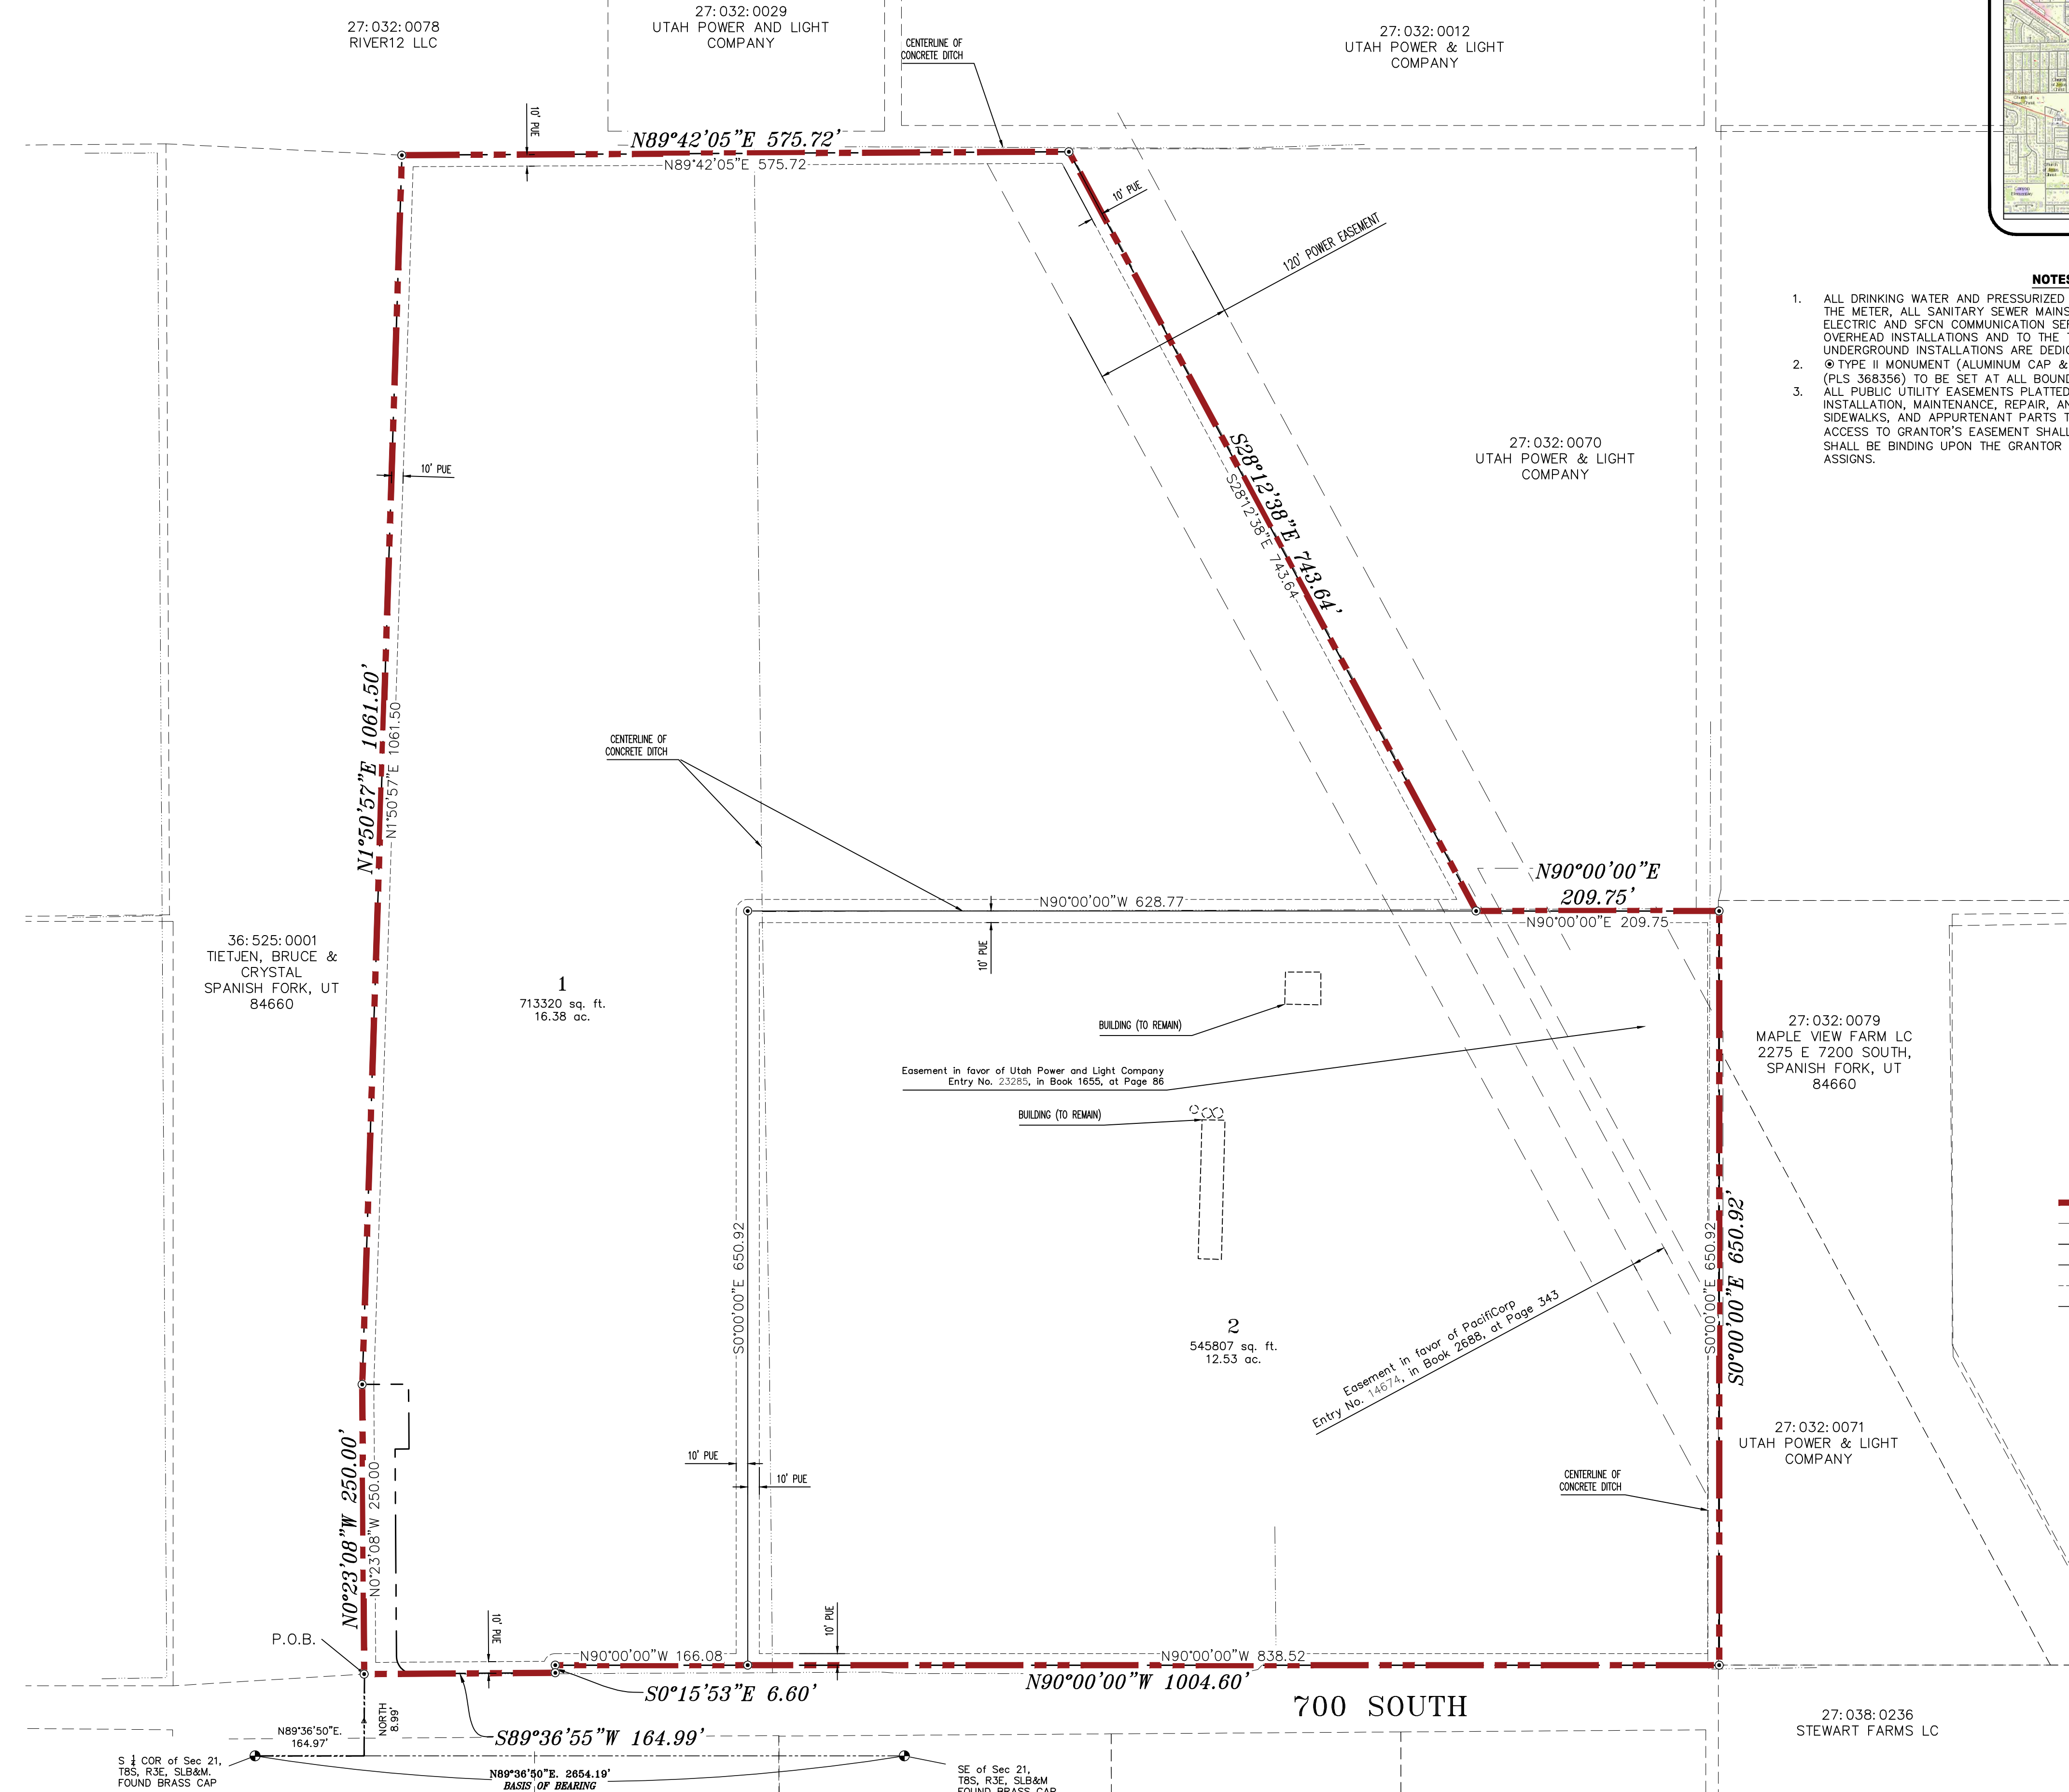 27:032:0078
RIVER12 LLC
27:032:0029
UTAH POWER AND LIGHT
COMPANY
CENTERLINE OF
CONCRETE DITCH
27:032:0012
UTAH POWER & LIGHT
COMPANY
10' PUE
N89°42'05"E 575.72'
N89°42'05"E 575.72
10' PUE
120' POWER EASEMENT
NOTES
1. ALL DRINKING WATER AND PRESSURIZED
THE METER, ALL SANITARY SEWER MAINS
ELECTRIC AND SFCN COMMUNICATION SE
OVERHEAD INSTALLATIONS AND TO THE
UNDERGROUND INSTALLATIONS ARE DEDI
2. TYPE II MONUMENT (ALUMINUM CAP &
(PLS 368356) TO BE SET AT ALL BOUN
3. ALL PUBLIC UTILITY EASEMENTS PLATTED
INSTALLATION, MAINTENANCE, REPAIR, AN
SIDEWALKS, AND APPURTENANT PARTS T
ACCESS TO GRANTOR'S EASEMENT SHALL
SHALL BE BINDING UPON THE GRANTOR
ASSIGNS.
10' PUE
S28°12'38"E 743.64'
S28°12'38"E 743.64
27:032:0070
UTAH POWER & LIGHT
COMPANY
N1°50'57"E 1061.50'
N1°50'57"E 1061.50
CENTERLINE OF
CONCRETE DITCH
N90°00'00"E
209.75'
N90°00'00"W 628.77
N90°00'00"E 209.75
10' PUE
36:525:0001
TIETJEN, BRUCE &
CRYSTAL
SPANISH FORK, UT
84660
1
713320 sq. ft.
16.38 ac.
BUILDING (TO REMAIN)
27:032:0079
MAPLE VIEW FARM LC
2275 E 7200 SOUTH,
SPANISH FORK, UT
84660
Easement in favor of Utah Power and Light Company
Entry No. 23285, in Book 1655, at Page 86
BUILDING (TO REMAIN)
S0°00'00"E 650.92
S0°00'00"E 650.92
S0°00'00"E 650.92'
2
545807 sq. ft.
12.53 ac.
Easement in favor of PacifiCorp
Entry No. 14674, in Book 2688, at Page 343
27:032:0071
UTAH POWER & LIGHT
COMPANY
N0°23'08"W 250.00'
N0°23'08"W 250.00
10' PUE
10' PUE
CENTERLINE OF
CONCRETE DITCH
P.O.B.
10' PUE
10' PUE
N90°00'00"W 166.08
N90°00'00"W 838.52
S0°15'53"E 6.60'
N90°00'00"W 1004.60'
700 SOUTH
27:038:0236
STEWART FARMS LC
NORTH
8.99'
N89°36'50"E.
164.97'
S89°36'55"W 164.99'
S ¼ COR of Sec 21,
T8S, R3E, SLB&M.
FOUND BRASS CAP
N89°36'50"E. 2654.19'
BASIS OF BEARING
SE of Sec 21,
T8S, R3E, SLB&M
FOUND BRASS CAP